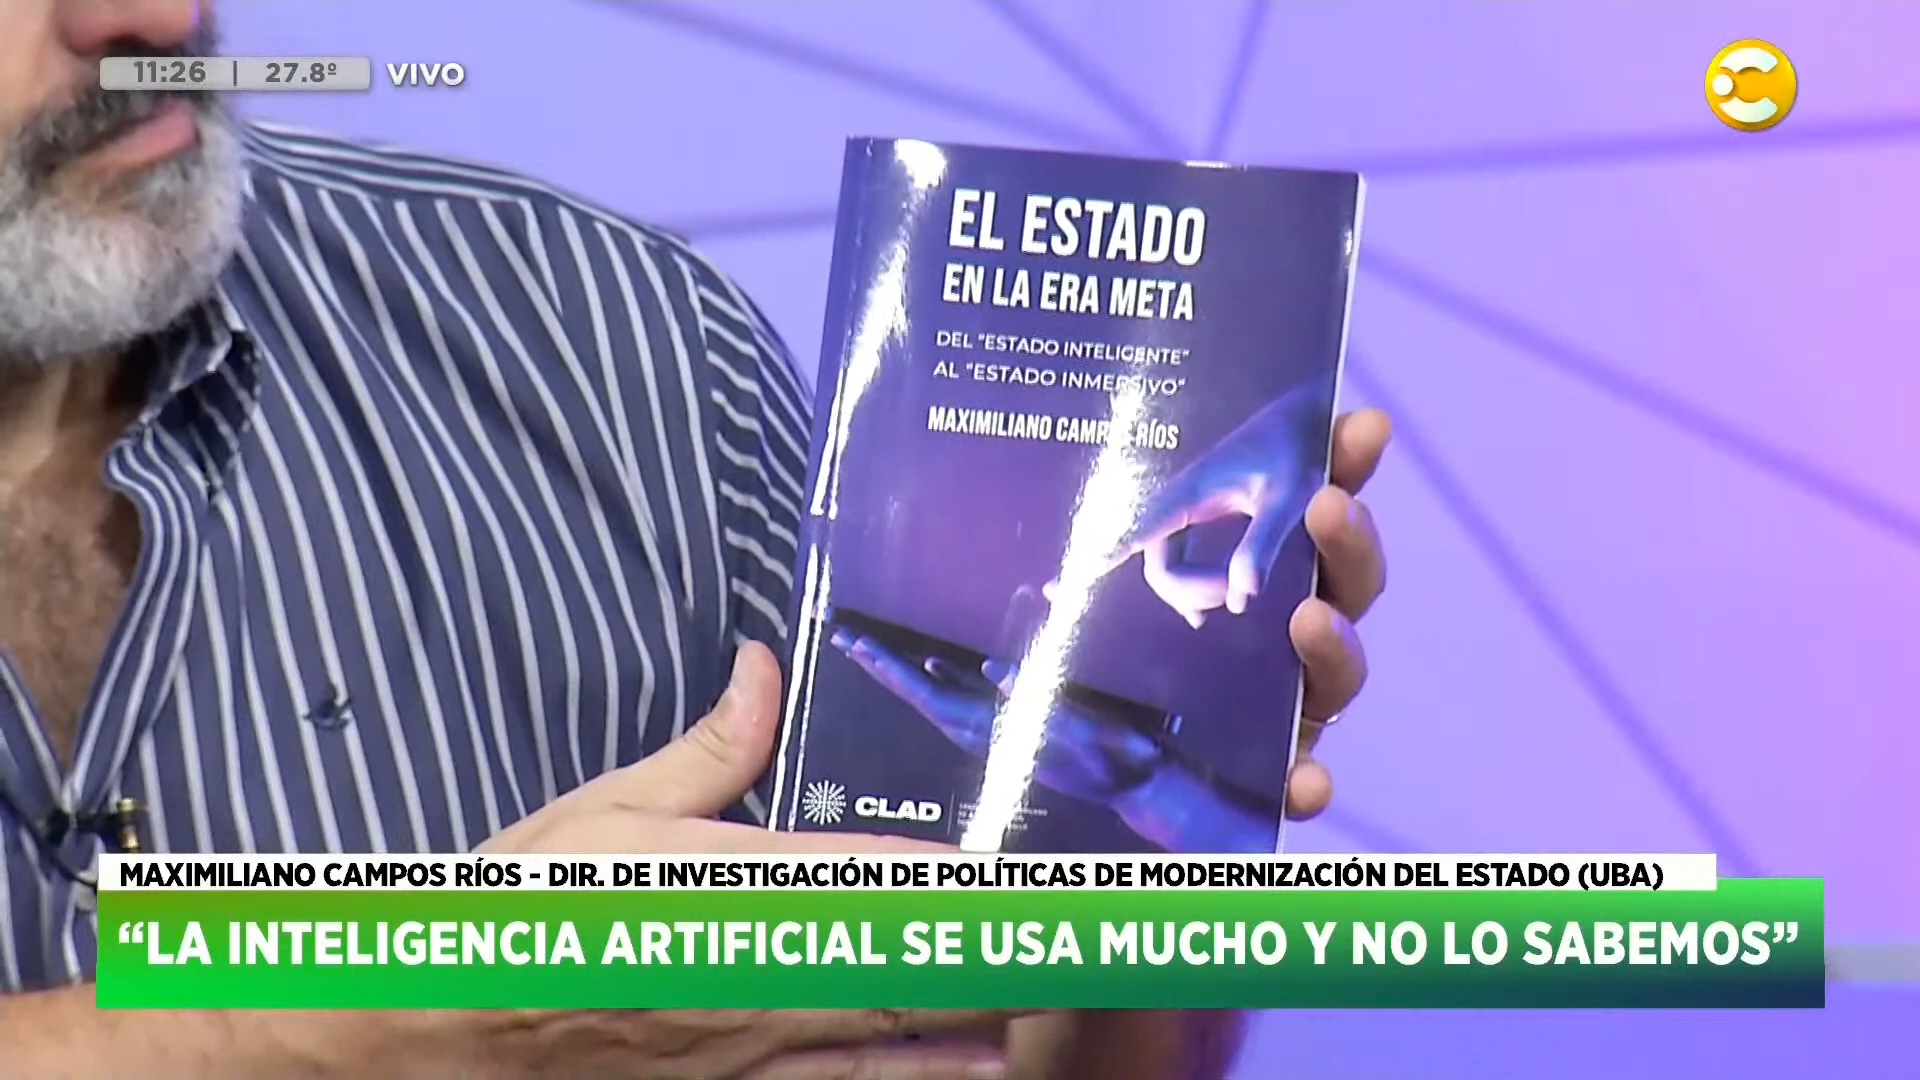 11:26 | 27.8º VIVO
EL ESTADO
EN LA ERA META
DEL "ESTADO INTELIGENTE"
AL "ESTADO INMERSIVO"
MAXIMILIANO CAMPOS RÍOS
CLAD
MAXIMILIANO CAMPOS RÍOS - DIR. DE INVESTIGACIÓN DE POLÍTICAS DE MODERNIZACIÓN DEL ESTADO (UBA)
“LA INTELIGENCIA ARTIFICIAL SE USA MUCHO Y NO LO SABEMOS”